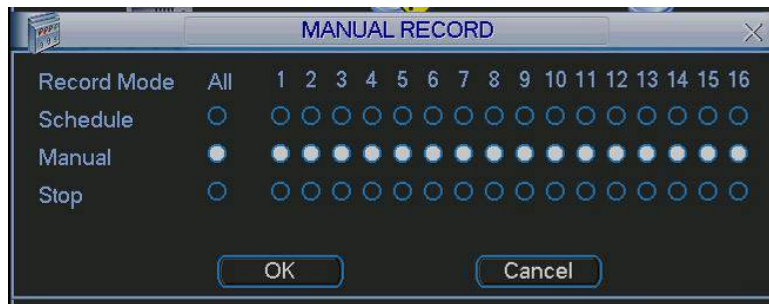 MANUAL RECORD
Record Mode All 1 2 3 4 5 6 7 8 9 10 11 12 13 14 15 16
Schedule
Manual
Stop
OK Cancel